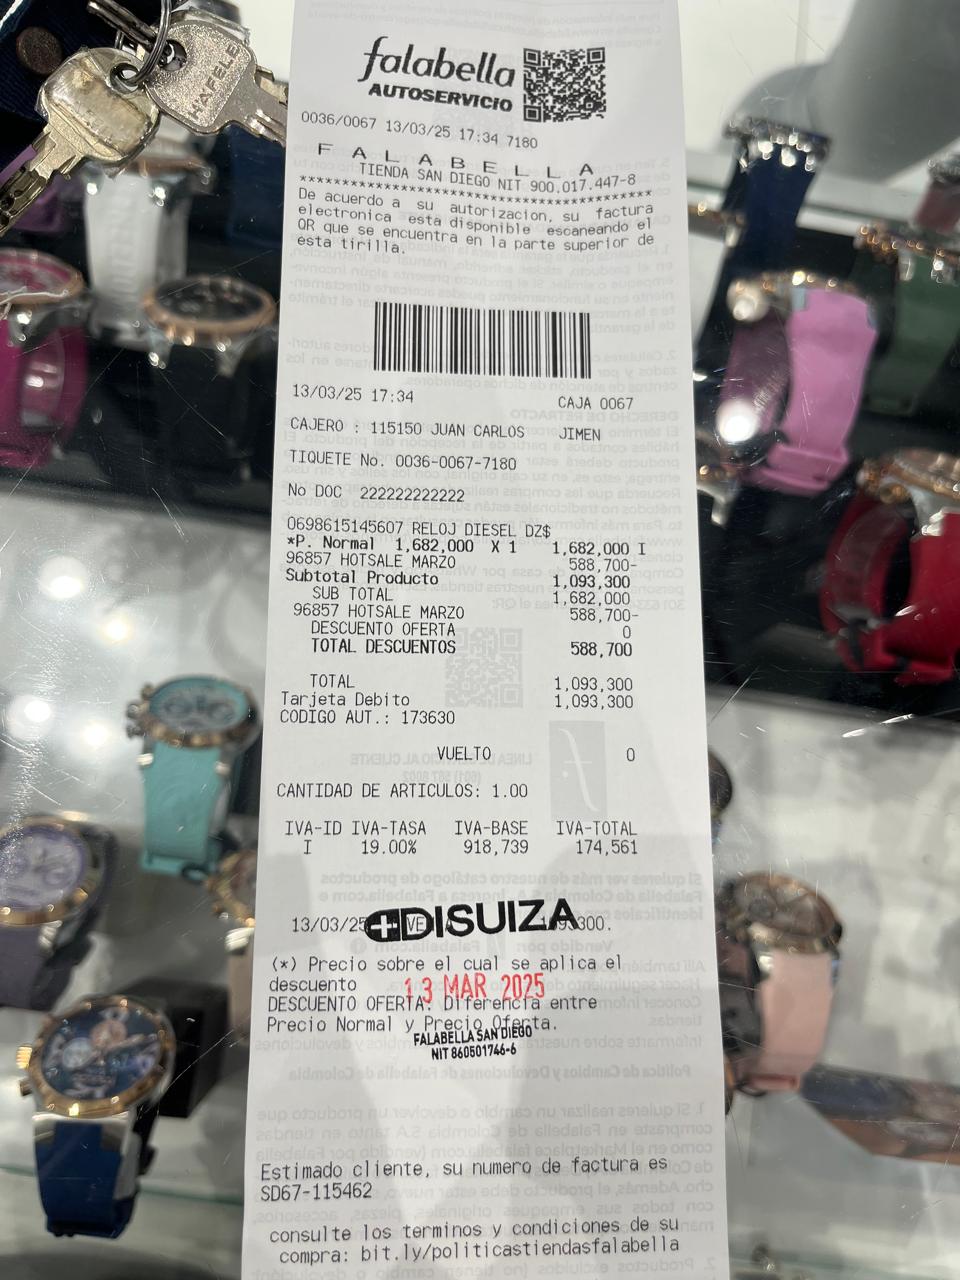 falabella
AUTOSERVICIO
0036/0067 13/03/25 17:34 7180
F A L A B E L L A
TIENDA SAN DIEGO NIT 900.017.447-8
****************************************
De acuerdo a su autorizacion, su factura
electronica esta disponible escaneando el
QR que se encuentra en la parte superior de
esta tirilla.
13/03/25 17:34 CAJA 0067
CAJERO : 115150 JUAN CARLOS JIMEN
TIQUETE No. 0036-0067-7180
No DOC 222222222222
0698615145607 RELOJ DIESEL DZ$
*P. Normal 1,682,000 X 1 1,682,000 I
96857 HOTSALE MARZO 588,700-
Subtotal Producto 1,093,300
SUB TOTAL 1,682,000
96857 HOTSALE MARZO 588,700-
DESCUENTO OFERTA 0
TOTAL DESCUENTOS 588,700
TOTAL 1,093,300
Tarjeta Debito 1,093,300
CODIGO AUT.: 173630
VUELTO 0
CANTIDAD DE ARTICULOS: 1.00
IVA-ID IVA-TASA IVA-BASE IVA-TOTAL
I 19.00% 918,739 174,561
13/03/25 DISUIZA
(*) Precio sobre el cual se aplica el
descuento
13 MAR 2025
DESCUENTO OFERTA: Diferencia entre
Precio Normal y Precio Oferta.
FALABELLA SAN DIEGO
NIT 860501746-6
Estimado cliente, su numero de factura es
SD67-115462
consulte los terminos y condiciones de su
compra: bit.ly/politicastiendasfalabella
HAFELE